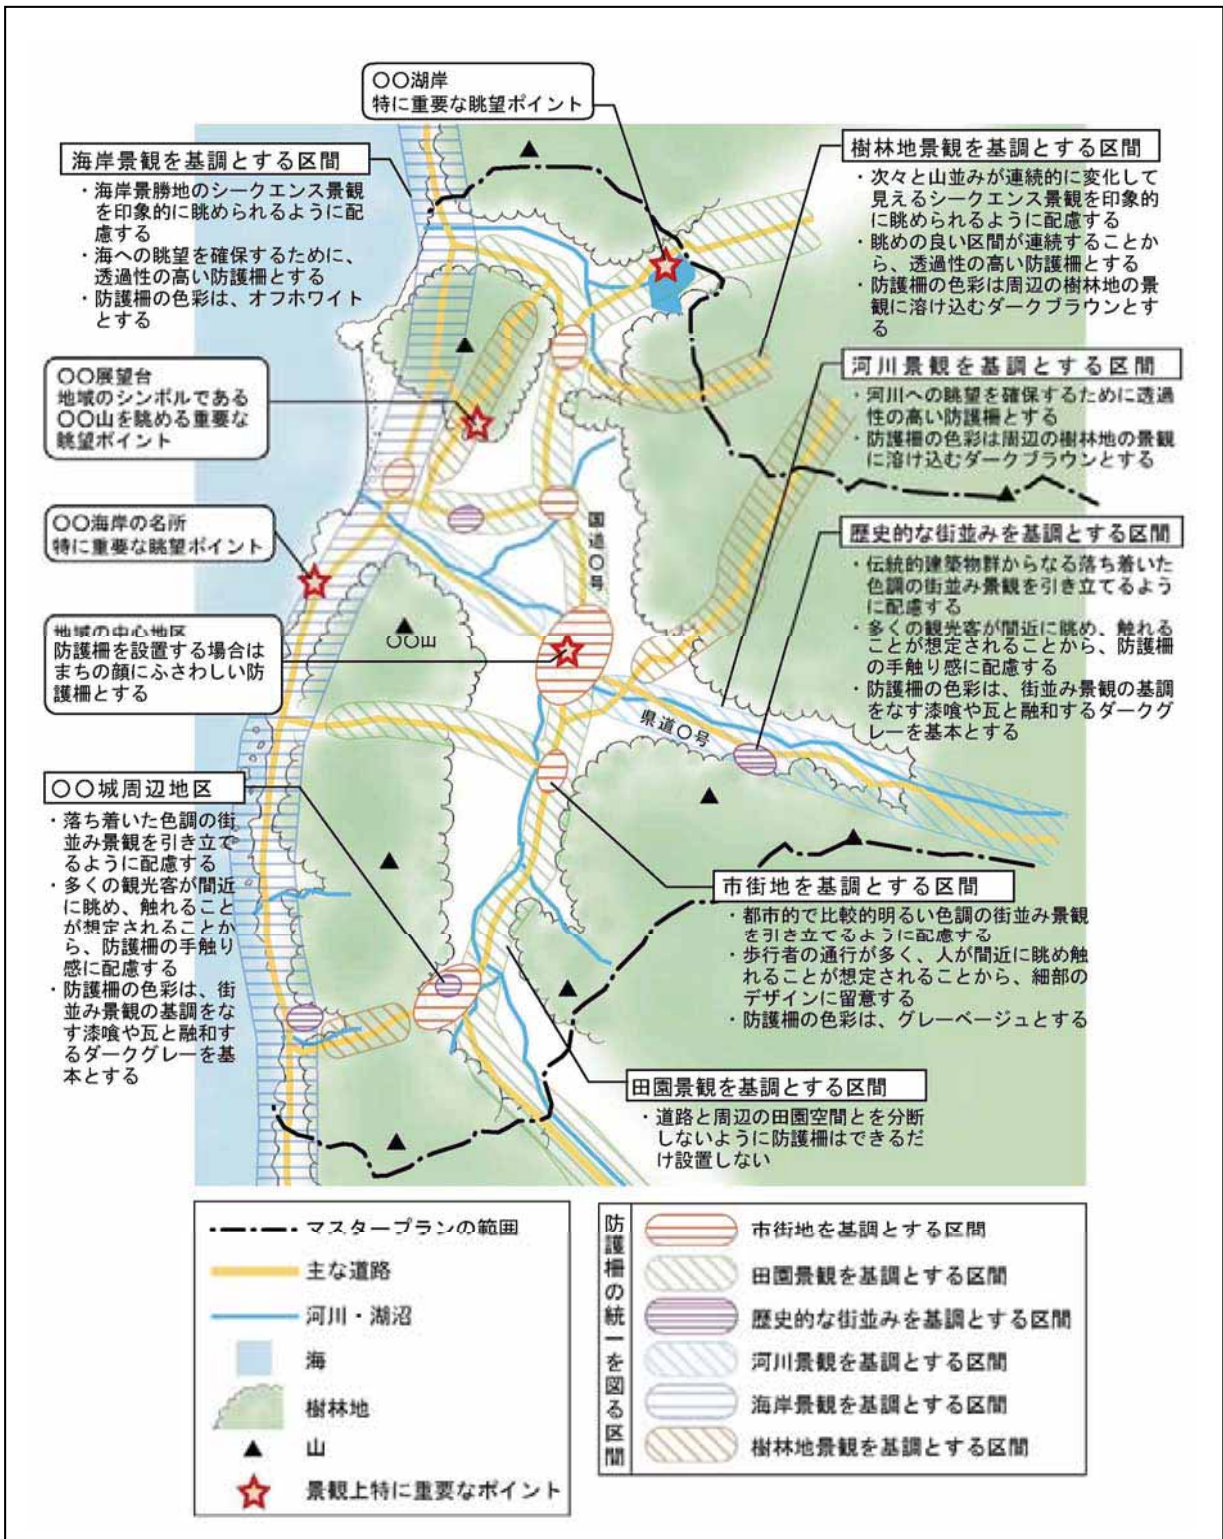 〇〇湖岸
特に重要な眺望ポイント
海岸景観を基調とする区間
・海岸景勝地のシークエンス景観
を印象的に眺められるように配
慮する
・海への眺望を確保するために、
透過性の高い防護柵とする
・防護柵の色彩は、オフホワイト
とする
樹林地景観を基調とする区間
・次々と山並みが連続的に変化して
見えるシークエンス景観を印象的
に眺められるように配慮する
・眺めの良い区間が連続することか
ら、透過性の高い防護柵とする
・防護柵の色彩は周辺の樹林地の景
観に溶け込むダークブラウンとす
る
〇〇展望台
地域のシンボルである
〇〇山を眺める重要な
眺望ポイント
河川景観を基調とする区間
・河川への眺望を確保するために透過
性の高い防護柵とする
・防護柵の色彩は周辺の樹林地の景観
に溶け込むダークブラウンとする
〇〇海岸の名所
特に重要な眺望ポイント
国道〇号
歴史的な街並みを基調とする区間
・伝統的建築物群からなる落ち着いた
色調の街並み景観を引き立てるよう
に配慮する
・多くの観光客が間近に眺め、触れる
ことが想定されることから、防護柵
の手触り感に配慮する
・防護柵の色彩は、街並み景観の基調
をなす漆喰や瓦と融和するダークグ
レーを基本とする
地域の中心地区
防護柵を設置する場合は
まちの顔にふさわしい防
護柵とする
〇〇山
県道〇号
〇〇城周辺地区
・落ち着いた色調の街
並み景観を引き立て
るように配慮する
・多くの観光客が間近
に眺め、触れること
が想定されることか
ら、防護柵の手触り
感に配慮する
・防護柵の色彩は、街
並み景観の基調をな
す漆喰や瓦と融和す
るダークグレーを基
本とする
市街地を基調とする区間
・都市的で比較的明るい色調の街並み景観
を引き立てるように配慮する
・歩行者の通行が多く、人が間近に眺め触
れることが想定されることから、細部の
デザインに留意する
・防護柵の色彩は、グレーベージュとする
田園景観を基調とする区間
・道路と周辺の田園空間とを分断
しないように防護柵はできるだ
け設置しない
マスタープランの範囲
主な道路
河川・湖沼
海
樹林地
山
景観上特に重要なポイント
防護柵の統一を図る区間
市街地を基調とする区間
田園景観を基調とする区間
歴史的な街並みを基調とする区間
河川景観を基調とする区間
海岸景観を基調とする区間
樹林地景観を基調とする区間